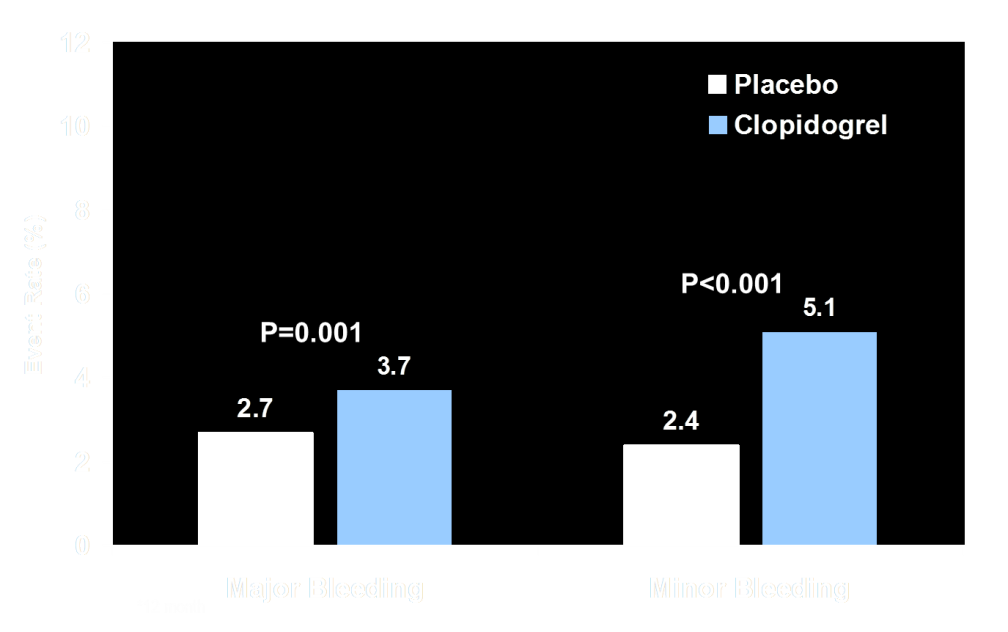 12
Placebo
10
Clopidogrel
8
Event Rate (%)
6
P<0.001
5.1
P=0.001
4
3.7
2.7
2.4
2
0
Major Bleeding
Minor Bleeding